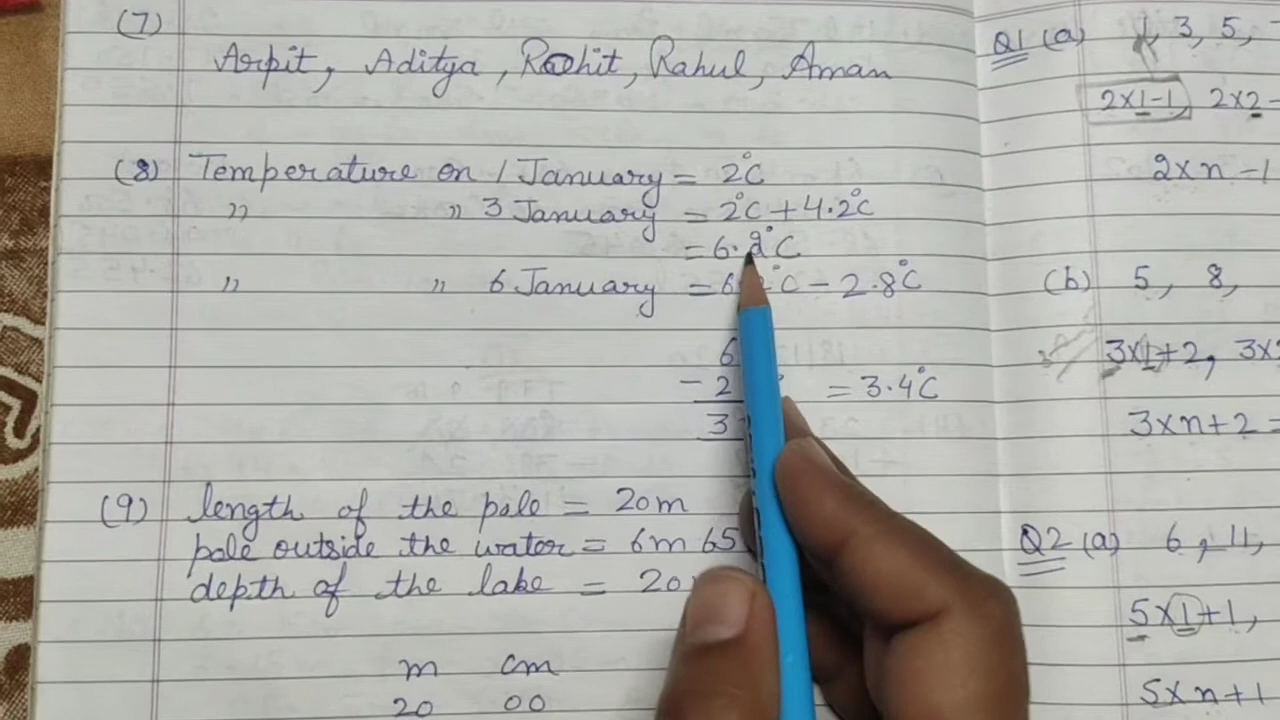 (7)
Arpit, Aditya, Rohit, Rahul, Aman
(8) Temperature on 1 January = 2°C
,, ,, 3 January = 2°C + 4.2°C
= 6.2°C
,, ,, 6 January = 6.2°C - 2.8°C
6
- 2 = 3.4°C
3
(9) length of the pole = 20m
pole outside the water = 6m 65
depth of the lake = 20
m cm
20 00
Q1 (a) 1, 3, 5,
2×1-1, 2×2-
2×n-1
(b) 5, 8,
3×1+2, 3×2
3×n+2 =
Q2 (a) 6, 11,
5×1+1,
5×n+1